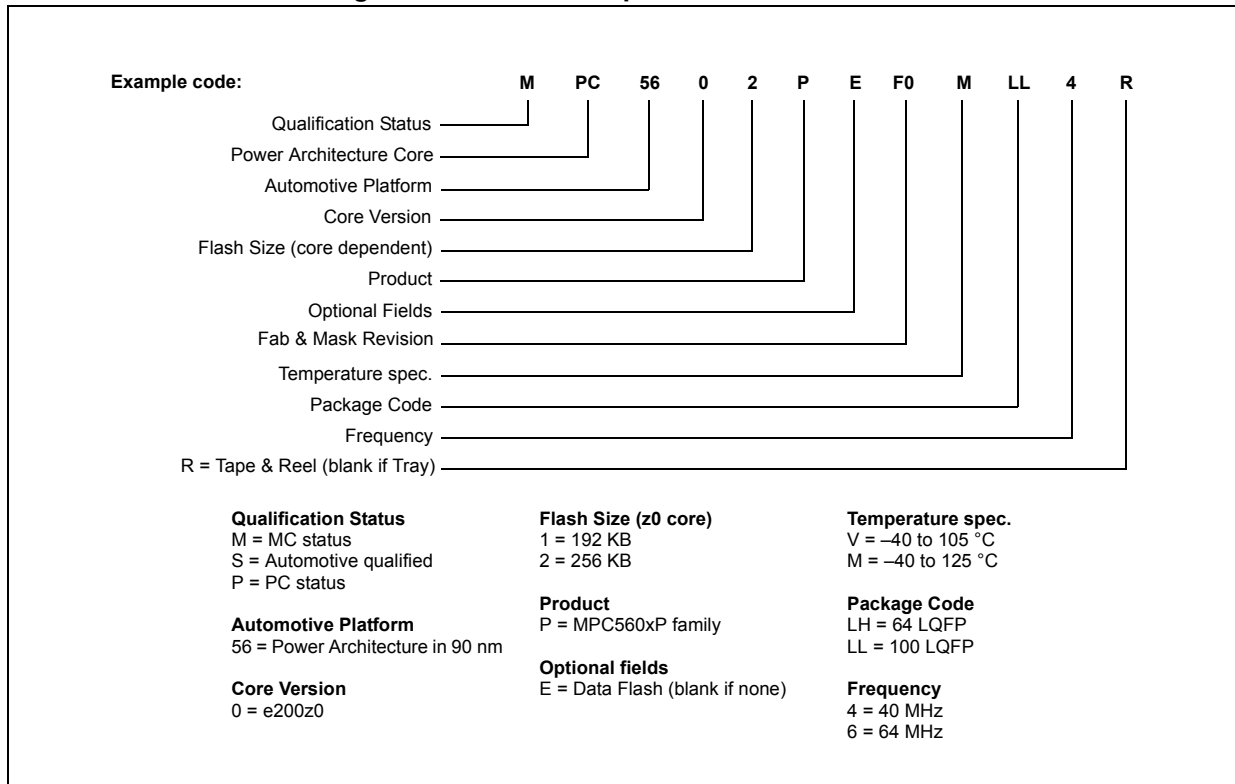 Example code: M PC 56 0 2 P E F0 M LL 4 R
Qualification Status
Power Architecture Core
Automotive Platform
Core Version
Flash Size (core dependent)
Product
Optional Fields
Fab & Mask Revision
Temperature spec.
Package Code
Frequency
R = Tape & Reel (blank if Tray)
Qualification Status
M = MC status
S = Automotive qualified
P = PC status
Automotive Platform
56 = Power Architecture in 90 nm
Core Version
0 = e200z0
Flash Size (z0 core)
1 = 192 KB
2 = 256 KB
Product
P = MPC560xP family
Optional fields
E = Data Flash (blank if none)
Temperature spec.
V = –40 to 105 °C
M = –40 to 125 °C
Package Code
LH = 64 LQFP
LL = 100 LQFP
Frequency
4 = 40 MHz
6 = 64 MHz